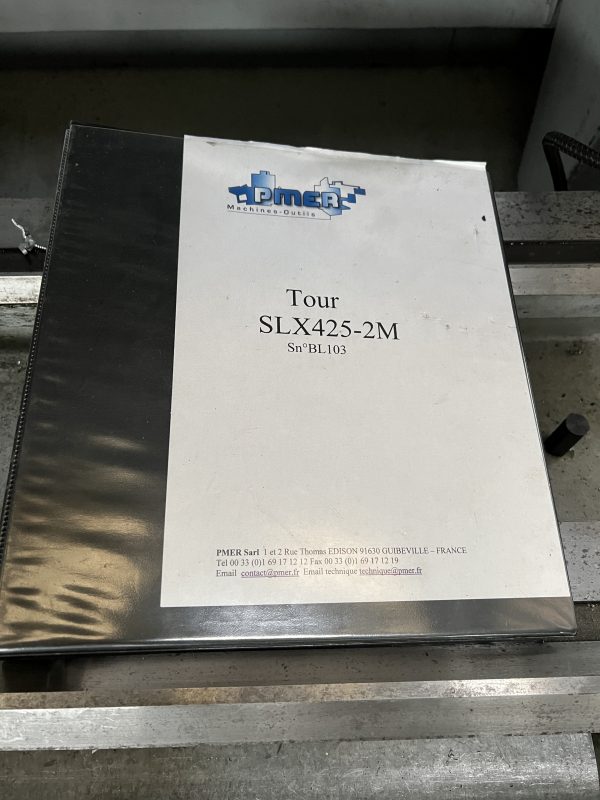 PMER
Machines-Outils
Tour
SLX425-2M
Sn°BL103
PMER Sarl 1 et 2 Rue Thomas EDISON 91630 GUIBEVILLE – FRANCE
Tel 00 33 (0)1 69 17 12 12 Fax 00 33 (0)1 69 17 12 19
Email contact@pmer.fr Email technique technique@pmer.fr